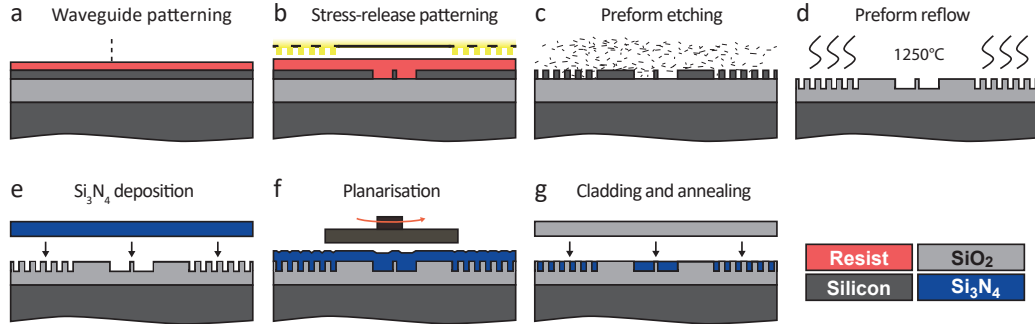 a Waveguide patterning
b Stress-release patterning
c Preform etching
d Preform reflow
1250°C
e Si₃N₄ deposition
f Planarisation
g Cladding and annealing
Resist SiO₂
Silicon Si₃N₄